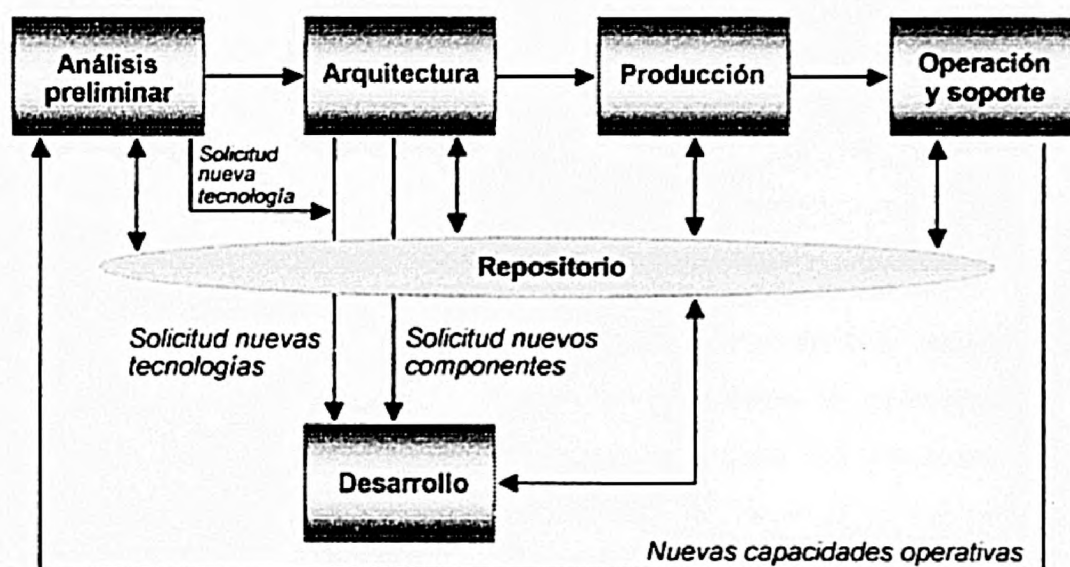 Análisis
preliminar
Arquitectura
Producción
Operación
y soporte
Solicitud
nueva
tecnología
Repositorio
Solicitud nuevas
tecnologías
Solicitud nuevos
componentes
Desarrollo
Nuevas capacidades operativas